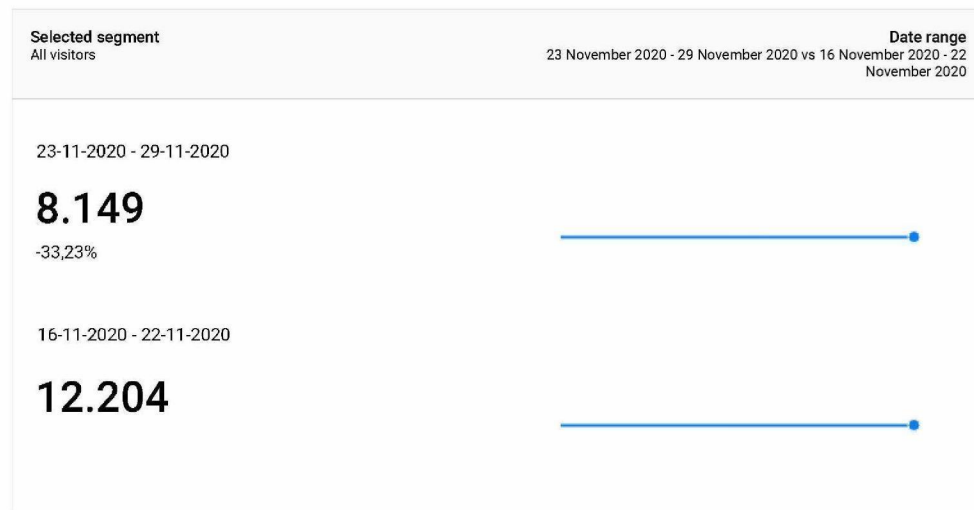 Selected segment
All visitors
Date range
23 November 2020 - 29 November 2020 vs 16 November 2020 - 22
November 2020
23-11-2020 - 29-11-2020
8.149
-33,23%
16-11-2020 - 22-11-2020
12.204